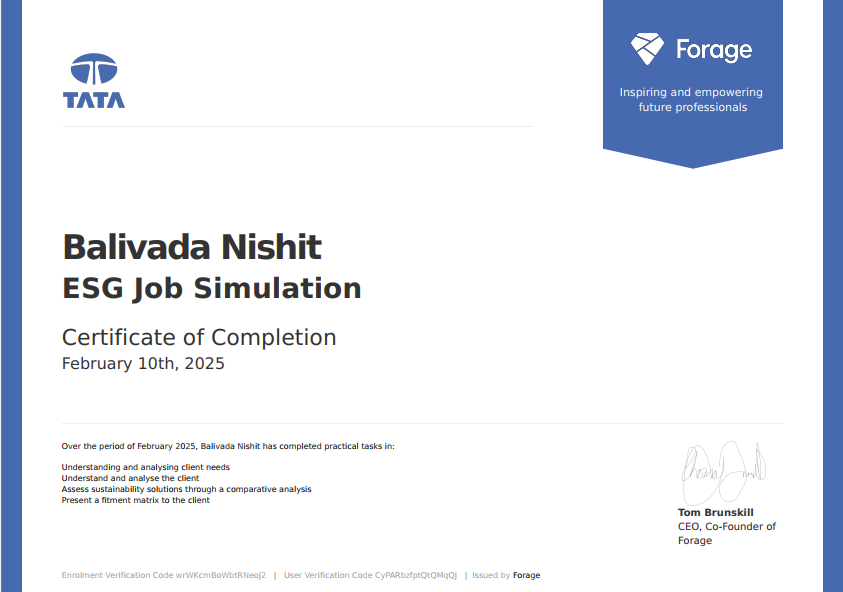 TATA
Forage
Inspiring and empowering
future professionals
Balivada Nishit
ESG Job Simulation
Certificate of Completion
February 10th, 2025
Over the period of February 2025, Balivada Nishit has completed practical tasks in:
Understanding and analysing client needs
Understand and analyse the client
Assess sustainability solutions through a comparative analysis
Present a fitment matrix to the client
Tom Brunskill
CEO, Co-Founder of
Forage
Enrolment Verification Code wrWKcmBoWbtRNeoJ2 | User Verification Code CyPARbzfptQtQMqQJ | Issued by Forage